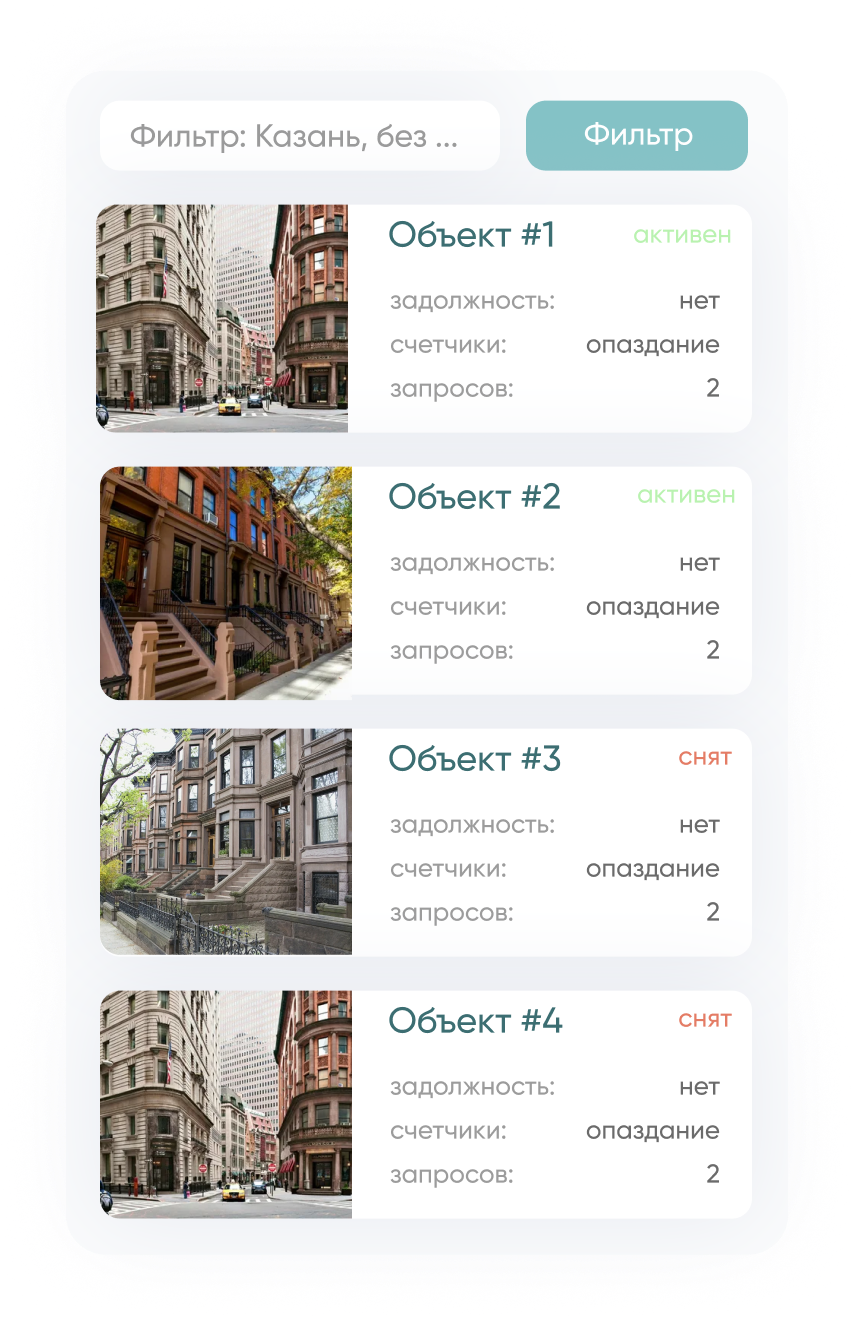 Фильтр: Казань, без ...
Фильтр
Объект #1
активен
задолжность:
нет
счетчики:
опаздание
запросов:
2
Объект #2
активен
задолжность:
нет
счетчики:
опаздание
запросов:
2
Объект #3
снят
задолжность:
нет
счетчики:
опаздание
запросов:
2
Объект #4
снят
задолжность:
нет
счетчики:
опаздание
запросов:
2